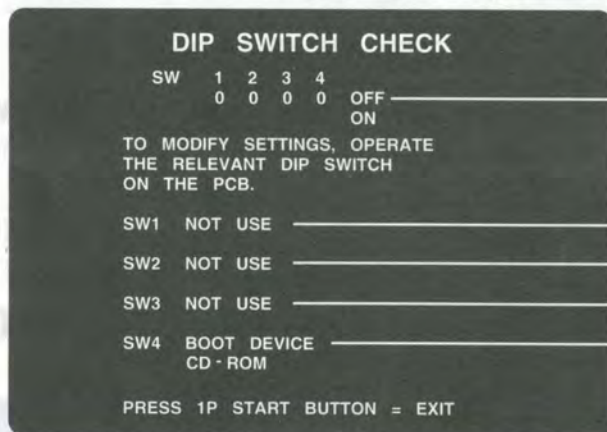 DIP SWITCH CHECK
SW 1 2 3 4
0 0 0 0 OFF
ON
TO MODIFY SETTINGS, OPERATE
THE RELEVANT DIP SWITCH
ON THE PCB.
SW1 NOT USE
SW2 NOT USE
SW3 NOT USE
SW4 BOOT DEVICE
CD-ROM
PRESS 1P START BUTTON = EXIT